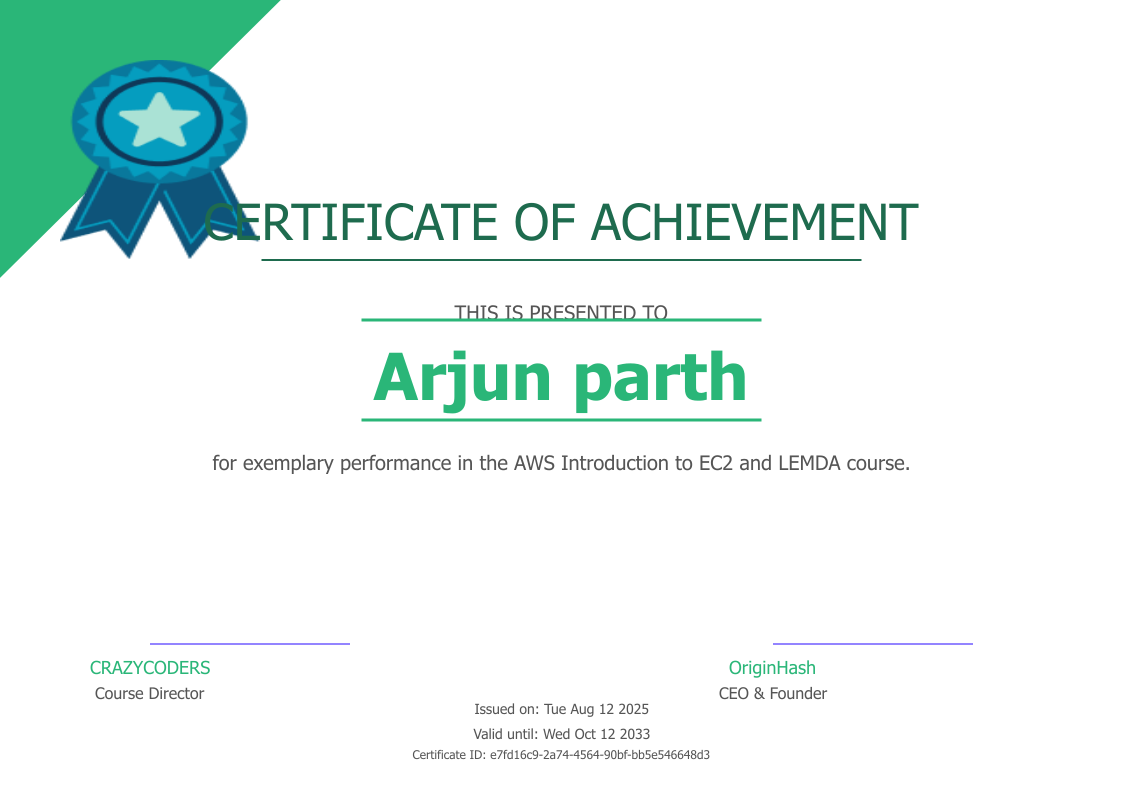 CERTIFICATE OF ACHIEVEMENT
THIS IS PRESENTED TO
Arjun parth
for exemplary performance in the AWS Introduction to EC2 and LEMDA course.
CRAZYCODERS
Course Director
OriginHash
CEO & Founder
Issued on: Tue Aug 12 2025
Valid until: Wed Oct 12 2033
Certificate ID: e7fd16c9-2a74-4564-90bf-bb5e546648d3